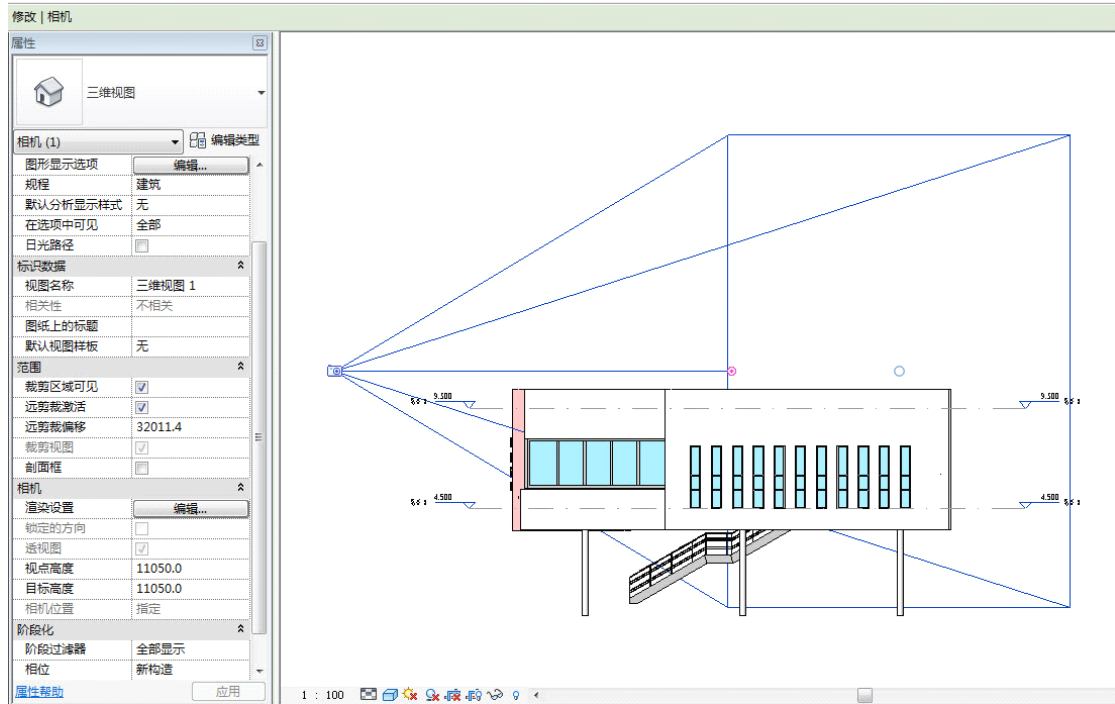 修改 | 相机
属性
三维视图
相机 (1) 编辑类型
图形显示选项 编辑...
规程 建筑
默认分析显示样式 无
在选项中可见 全部
日光路径
标识数据
视图名称 三维视图 1
相关性 不相关
图纸上的标题
默认视图样板 无
范围
裁剪区域可见
远剪裁激活
远剪裁偏移 32011.4
裁剪视图
剖面框
相机
渲染设置 编辑...
锁定的方向
透视图
视点高度 11050.0
目标高度 11050.0
相机位置 指定
阶段化
阶段过滤器 全部显示
相位 新构造
属性帮助 应用
9.500 9.500
4.500 4.500
1 : 100